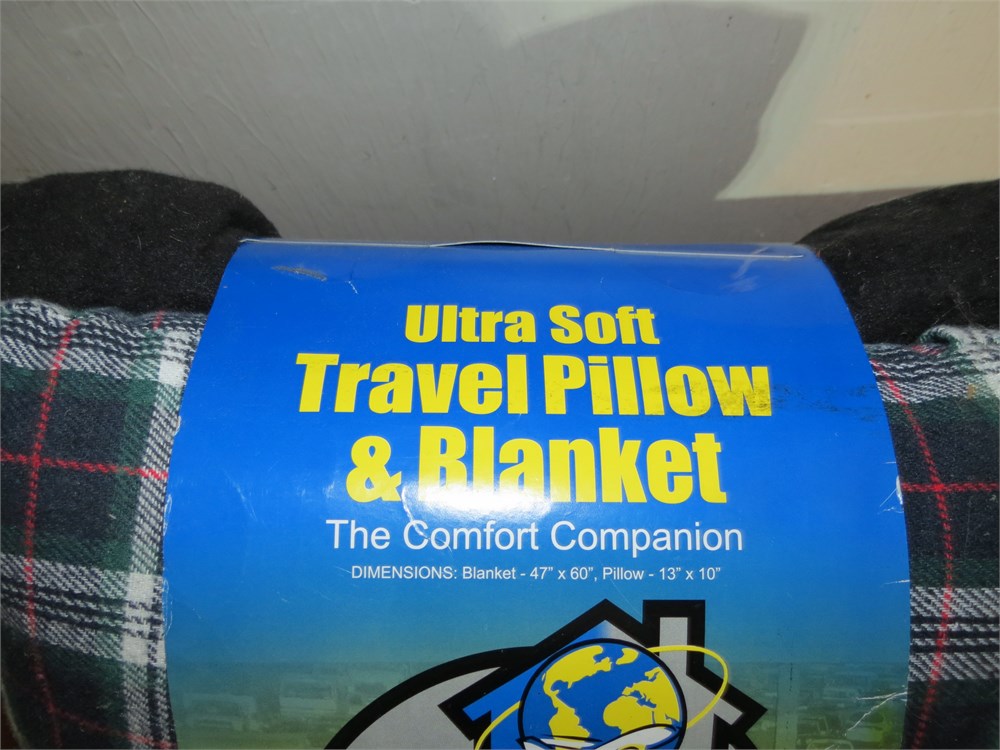 Ultra Soft
Travel Pillow
& Blanket
The Comfort Companion
DIMENSIONS: Blanket - 47” x 60”, Pillow - 13” x 10”